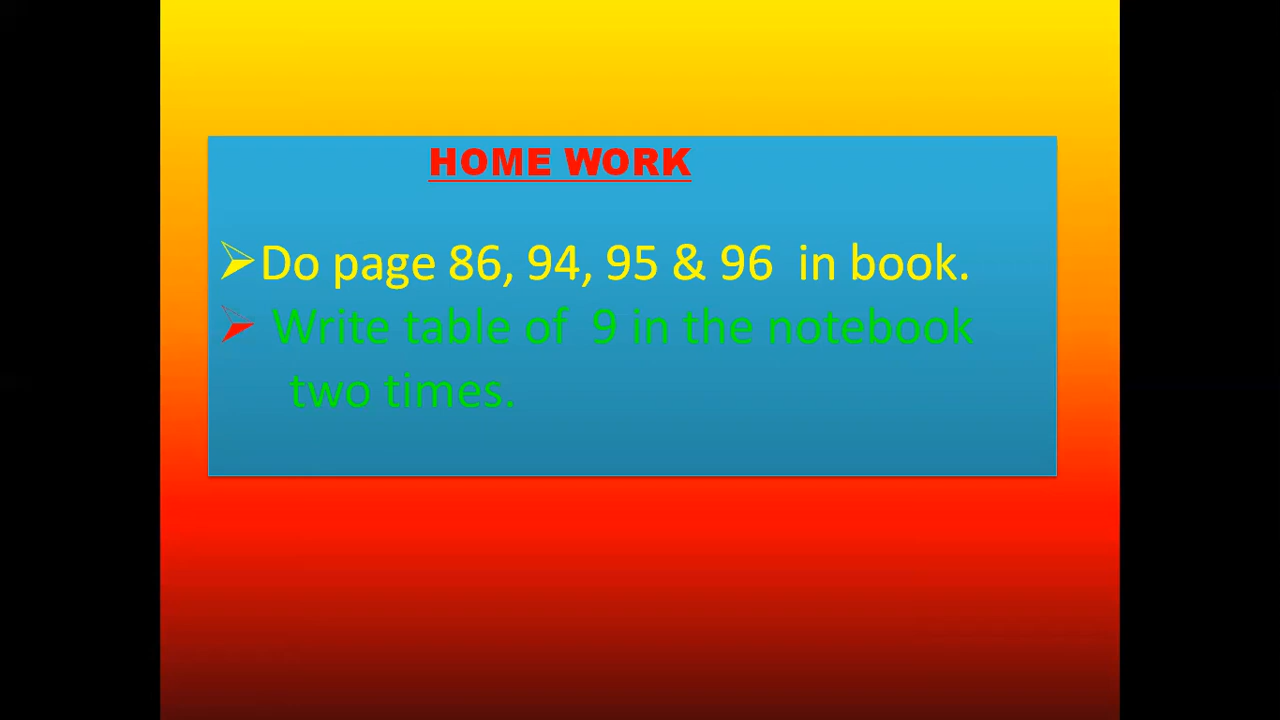 HOME WORK
Do page 86, 94, 95 & 96 in book.
Write table of 9 in the notebook
two times.